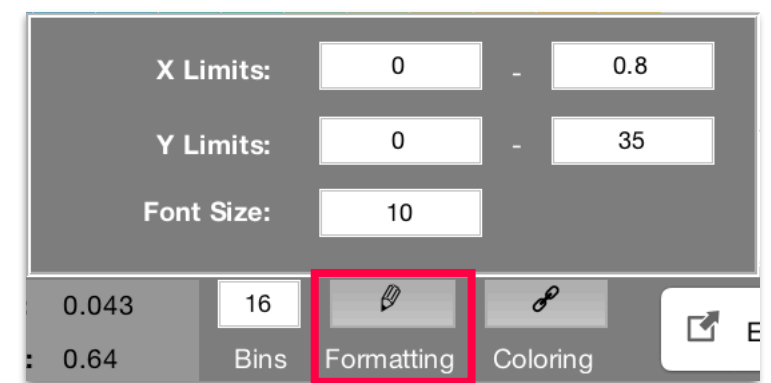 X Limits: 0 - 0.8
Y Limits: 0 - 35
Font Size: 10
: 0.043 16 E
: 0.64 Bins Formatting Coloring